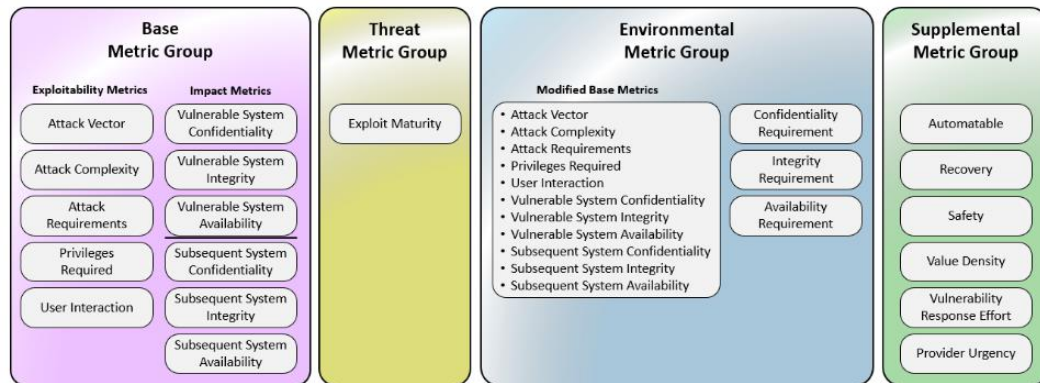 Base
Metric Group
Exploitability Metrics
Attack Vector
Attack Complexity
Attack
Requirements
Privileges
Required
User Interaction
Impact Metrics
Vulnerable System
Confidentiality
Vulnerable System
Integrity
Vulnerable System
Availability
Subsequent System
Confidentiality
Subsequent System
Integrity
Subsequent System
Availability
Threat
Metric Group
Exploit Maturity
Environmental
Metric Group
Modified Base Metrics
• Attack Vector
• Attack Complexity
• Attack Requirements
• Privileges Required
• User Interaction
• Vulnerable System Confidentiality
• Vulnerable System Integrity
• Vulnerable System Availability
• Subsequent System Confidentiality
• Subsequent System Integrity
• Subsequent System Availability
Confidentiality
Requirement
Integrity
Requirement
Availability
Requirement
Supplemental
Metric Group
Automatable
Recovery
Safety
Value Density
Vulnerability
Response Effort
Provider Urgency